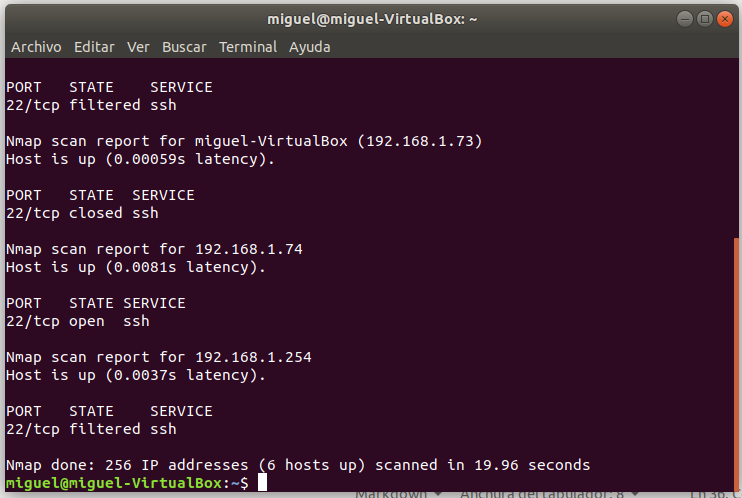 miguel@miguel-VirtualBox: ~
Archivo Editar Ver Buscar Terminal Ayuda
PORT   STATE    SERVICE
22/tcp filtered ssh
Nmap scan report for miguel-VirtualBox (192.168.1.73)
Host is up (0.00059s latency).
PORT   STATE  SERVICE
22/tcp closed ssh
Nmap scan report for 192.168.1.74
Host is up (0.0081s latency).
PORT   STATE SERVICE
22/tcp open  ssh
Nmap scan report for 192.168.1.254
Host is up (0.0037s latency).
PORT   STATE    SERVICE
22/tcp filtered ssh
Nmap done: 256 IP addresses (6 hosts up) scanned in 19.96 seconds
miguel@miguel-VirtualBox:~$
Markdown Anchura del tabulador: 8 Ln 36, C